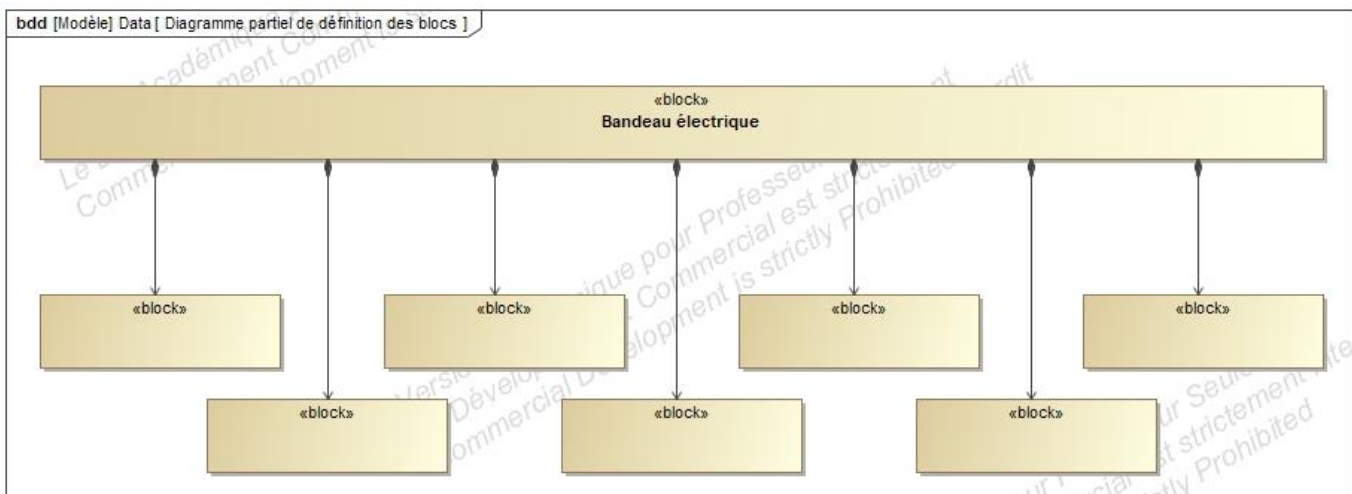 bdd [Modèle] Data [ Diagramme partiel de définition des blocs ]
«block»
Bandeau électrique
«block»
«block»
«block»
«block»
«block»
«block»
«block»